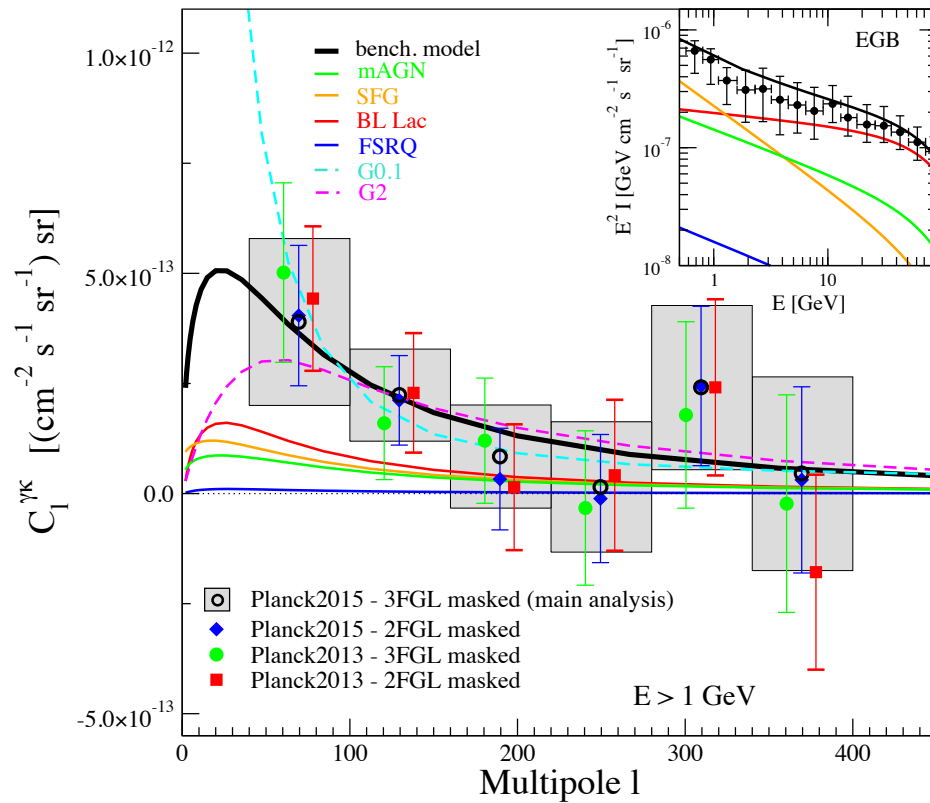 1.0×10⁻¹²
5.0×10⁻¹³
0.0
-5.0×10⁻¹³
C_l^γκ [(cm⁻² s⁻¹ sr⁻¹) sr]
bench. model
mAGN
SFG
BL Lac
FSRQ
G0.1
G2
EGB
10⁻⁶
10⁻⁷
10⁻⁸
E² I [GeV cm⁻² s⁻¹ sr⁻¹]
1 10
E [GeV]
Planck2015 - 3FGL masked (main analysis)
Planck2015 - 2FGL masked
Planck2013 - 3FGL masked
Planck2013 - 2FGL masked
E > 1 GeV
0 100 200 300 400
Multipole l